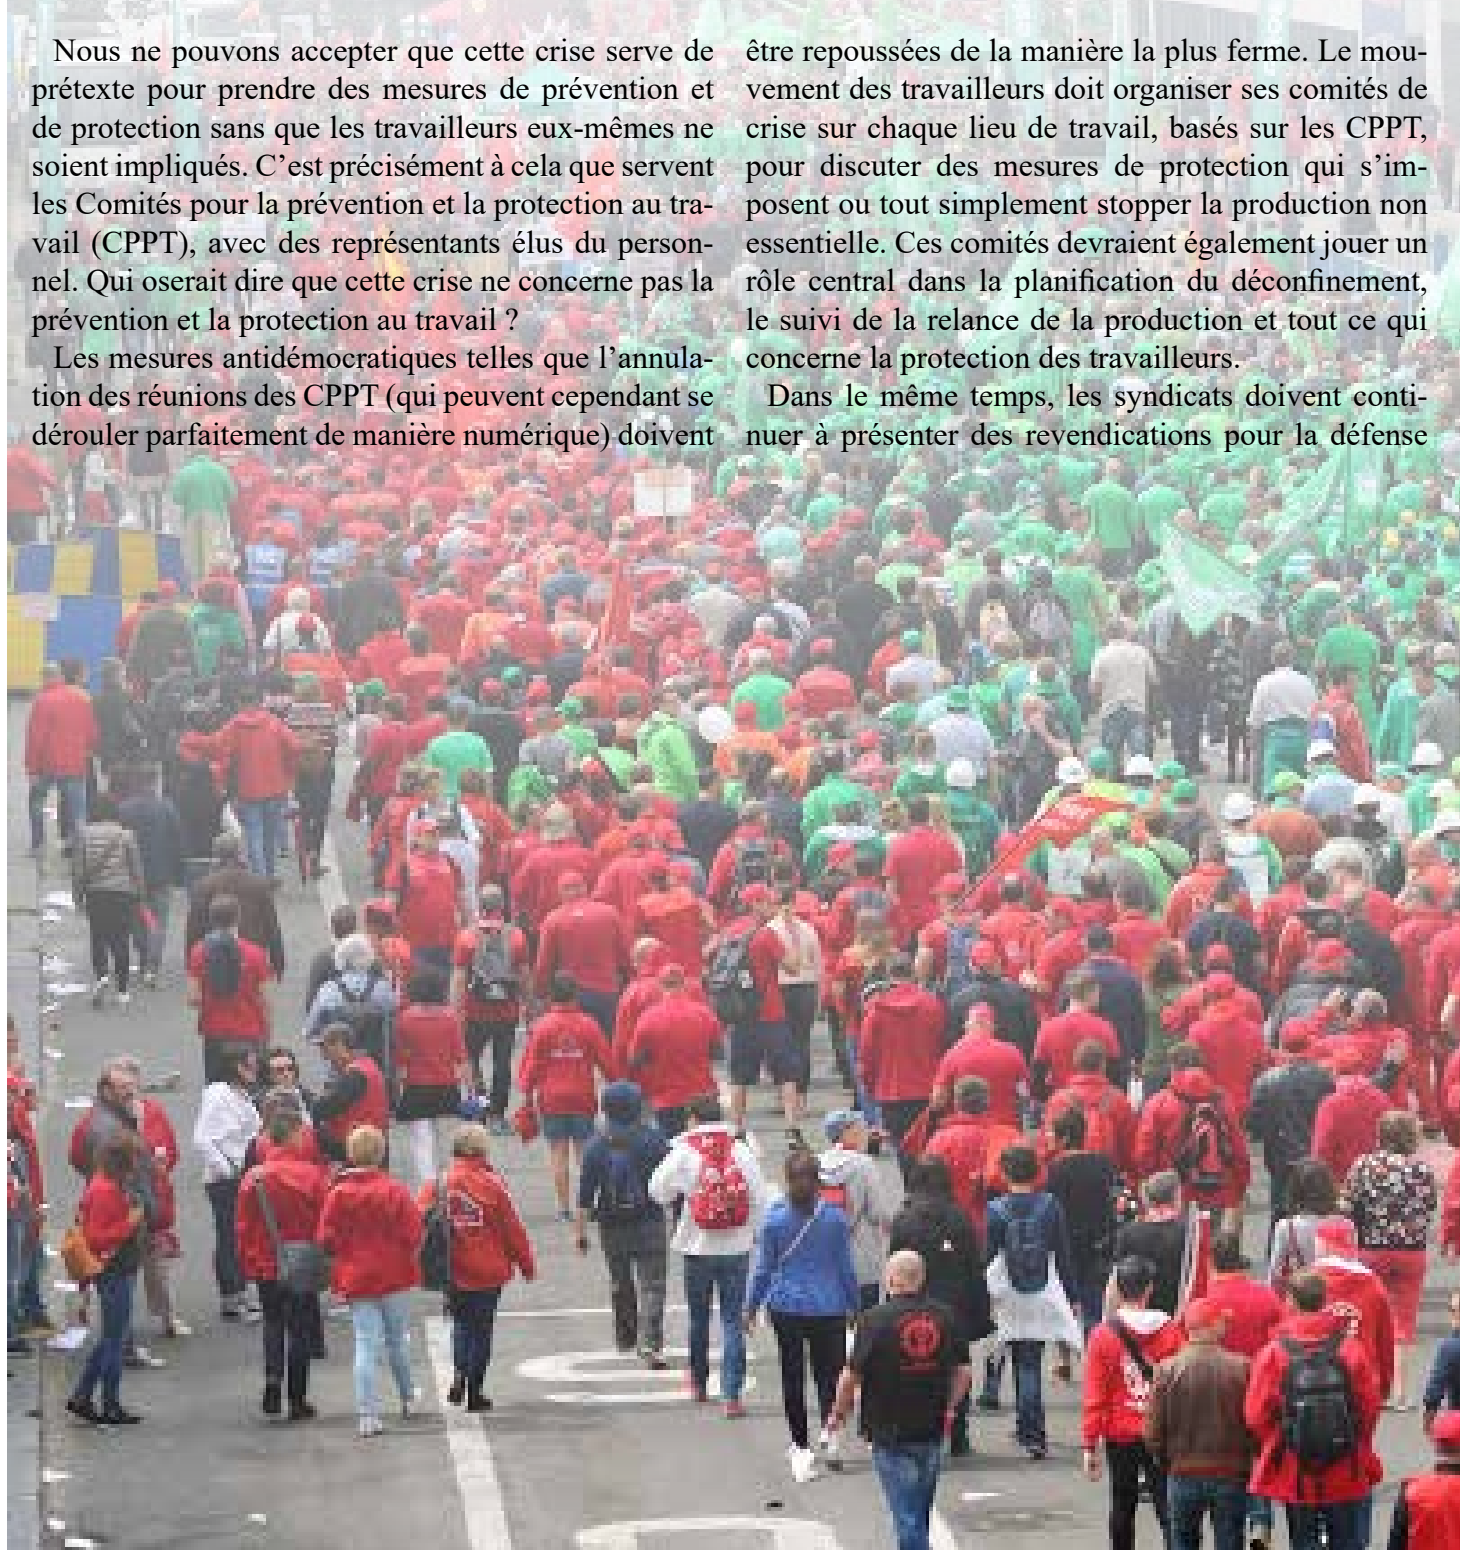 Nous ne pouvons accepter que cette crise serve de
prétexte pour prendre des mesures de prévention et
de protection sans que les travailleurs eux-mêmes ne
soient impliqués. C’est précisément à cela que servent
les Comités pour la prévention et la protection au tra-
vail (CPPT), avec des représentants élus du person-
nel. Qui oserait dire que cette crise ne concerne pas la
prévention et la protection au travail ?
Les mesures antidémocratiques telles que l’annula-
tion des réunions des CPPT (qui peuvent cependant se
dérouler parfaitement de manière numérique) doivent
être repoussées de la manière la plus ferme. Le mou-
vement des travailleurs doit organiser ses comités de
crise sur chaque lieu de travail, basés sur les CPPT,
pour discuter des mesures de protection qui s’im-
posent ou tout simplement stopper la production non
essentielle. Ces comités devraient également jouer un
rôle central dans la planification du déconfinement,
le suivi de la relance de la production et tout ce qui
concerne la protection des travailleurs.
Dans le même temps, les syndicats doivent conti-
nuer à présenter des revendications pour la défense